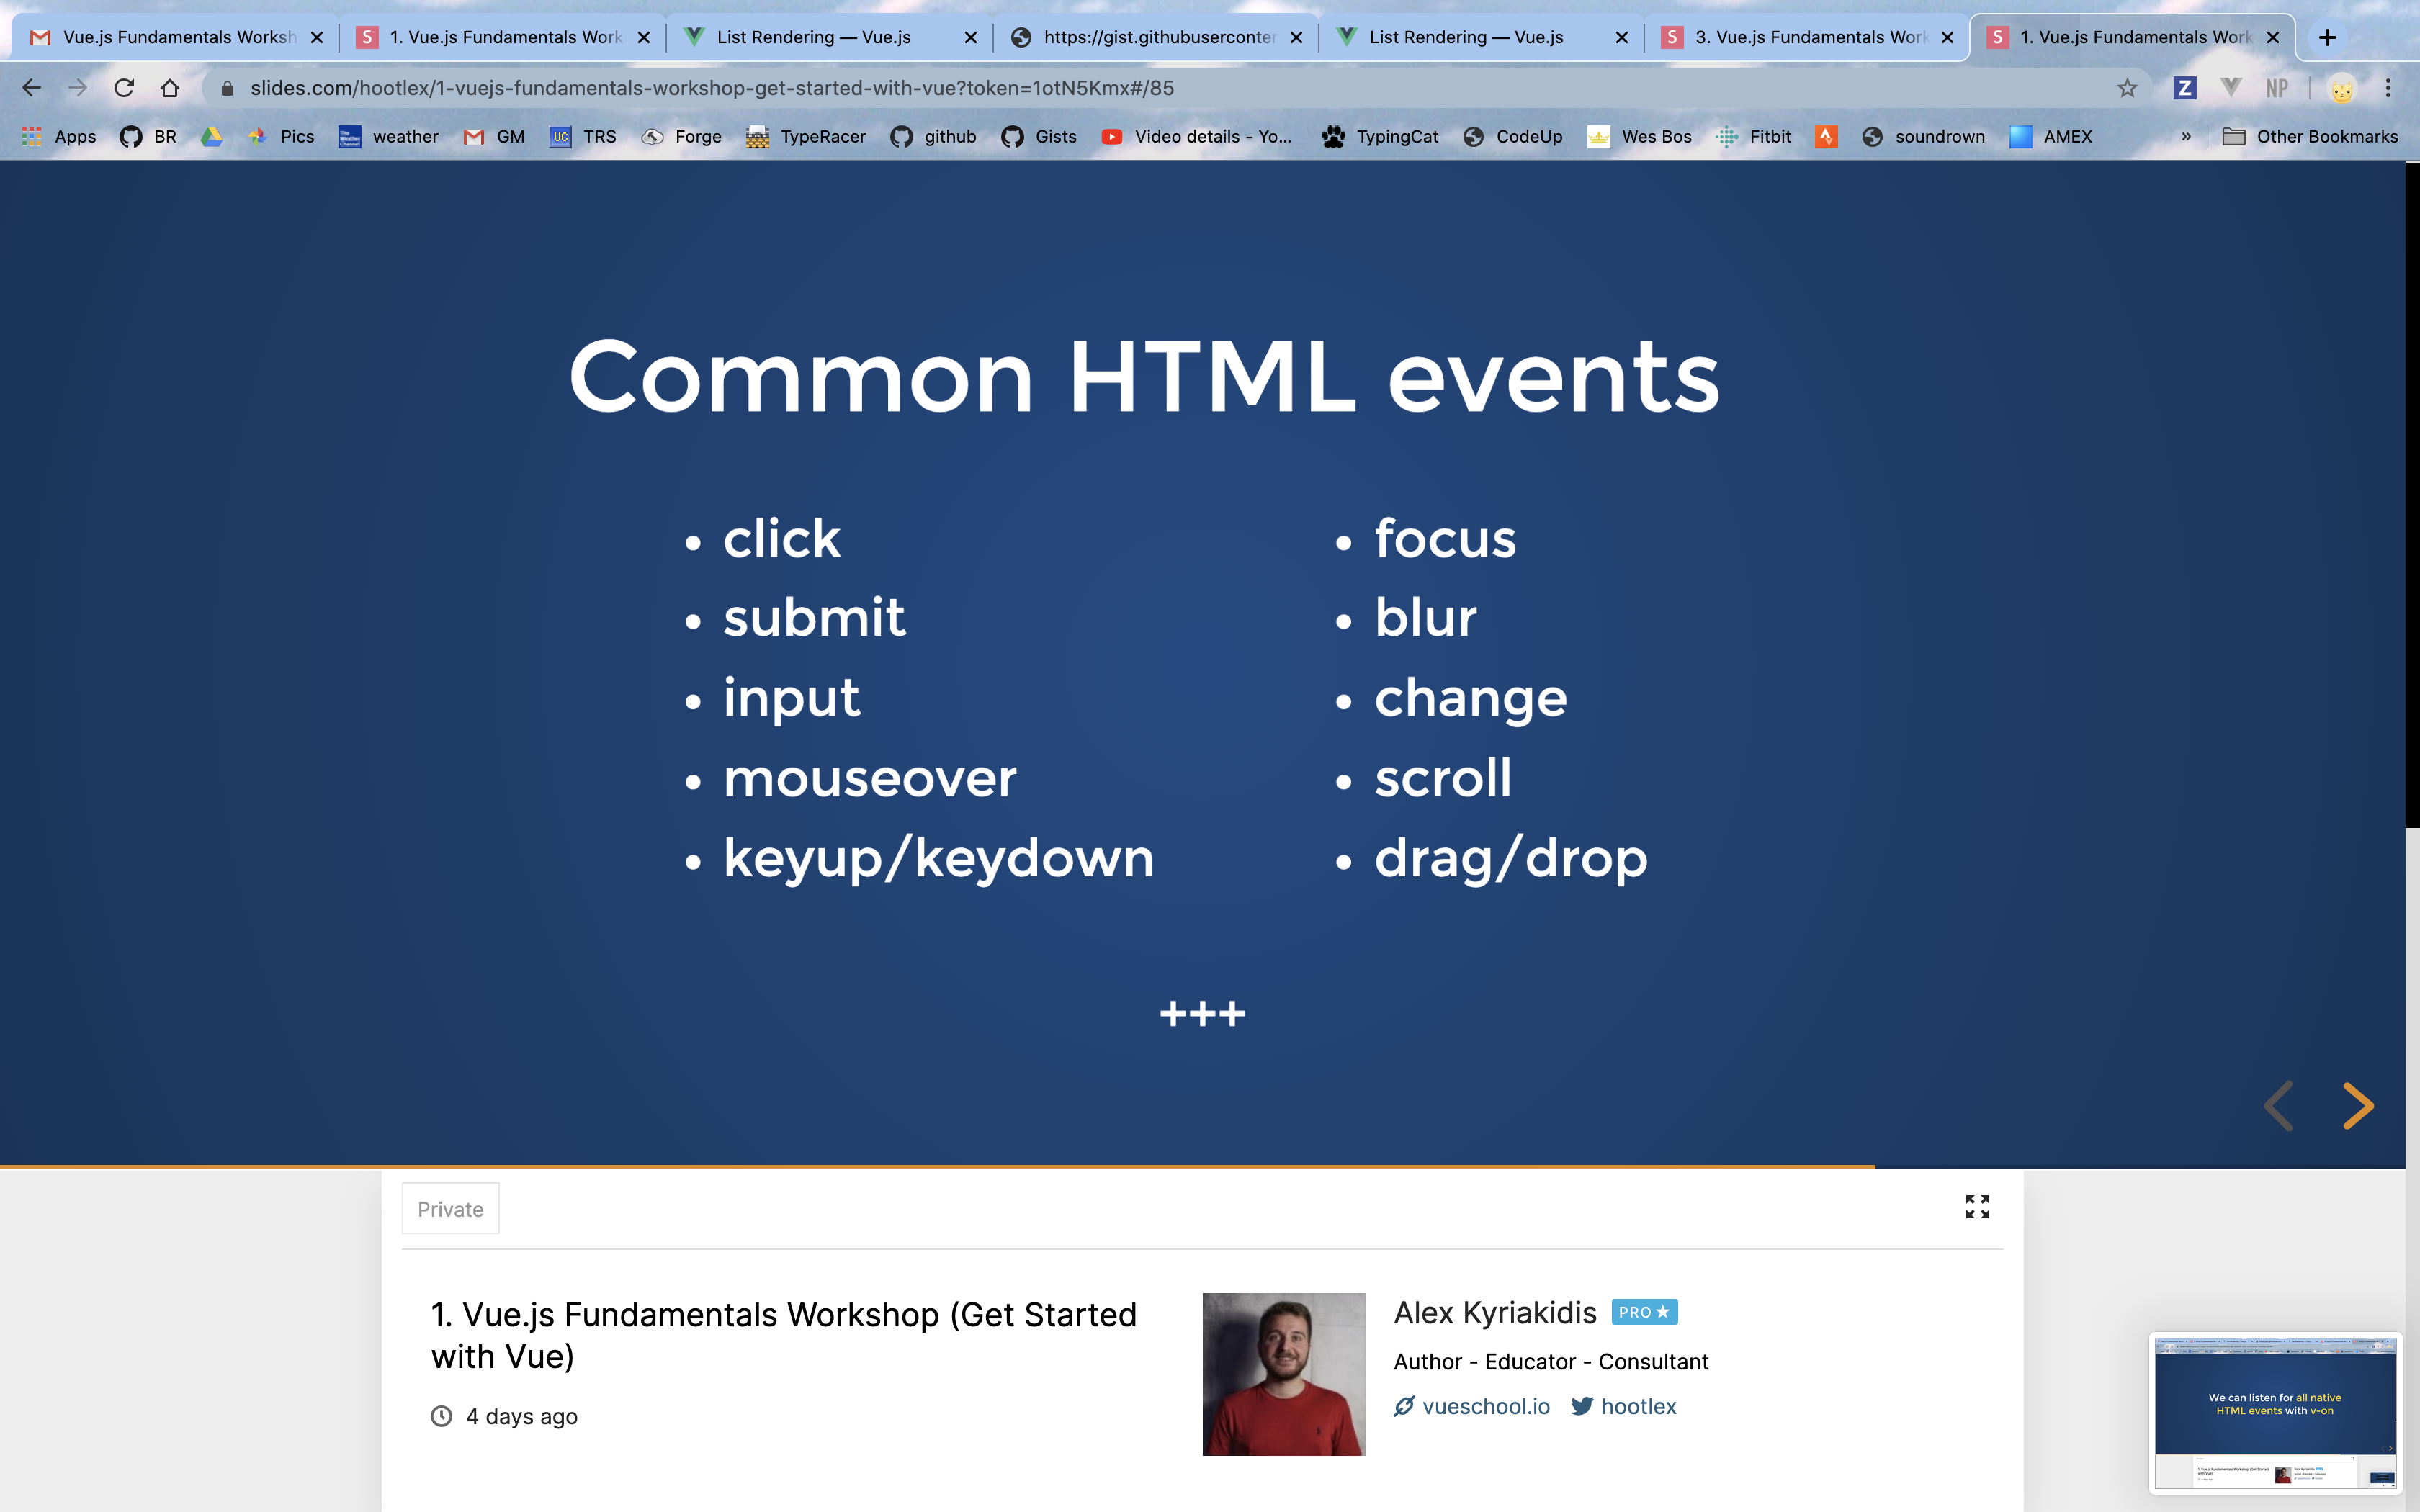 Vue.js Fundamentals Worksh
S 1. Vue.js Fundamentals Work
List Rendering — Vue.js
https://gist.githubuserconter
List Rendering — Vue.js
S 3. Vue.js Fundamentals Work
S 1. Vue.js Fundamentals Work
slides.com/hootlex/1-vuejs-fundamentals-workshop-get-started-with-vue?token=1otN5Kmx#/85
Z
NP
Apps
BR
Pics
weather
GM
UC TRS
Forge
TypeRacer
github
Gists
Video details - Yo...
TypingCat
CodeUp
Wes Bos
Fitbit
soundrown
AMEX
»
Other Bookmarks
Common HTML events
• click
• submit
• input
• mouseover
• keyup/keydown
• focus
• blur
• change
• scroll
• drag/drop
+++
Private
1. Vue.js Fundamentals Workshop (Get Started
with Vue)
4 days ago
Alex Kyriakidis PRO
Author - Educator - Consultant
vueschool.io hootlex
We can listen for all native
HTML events with v-on